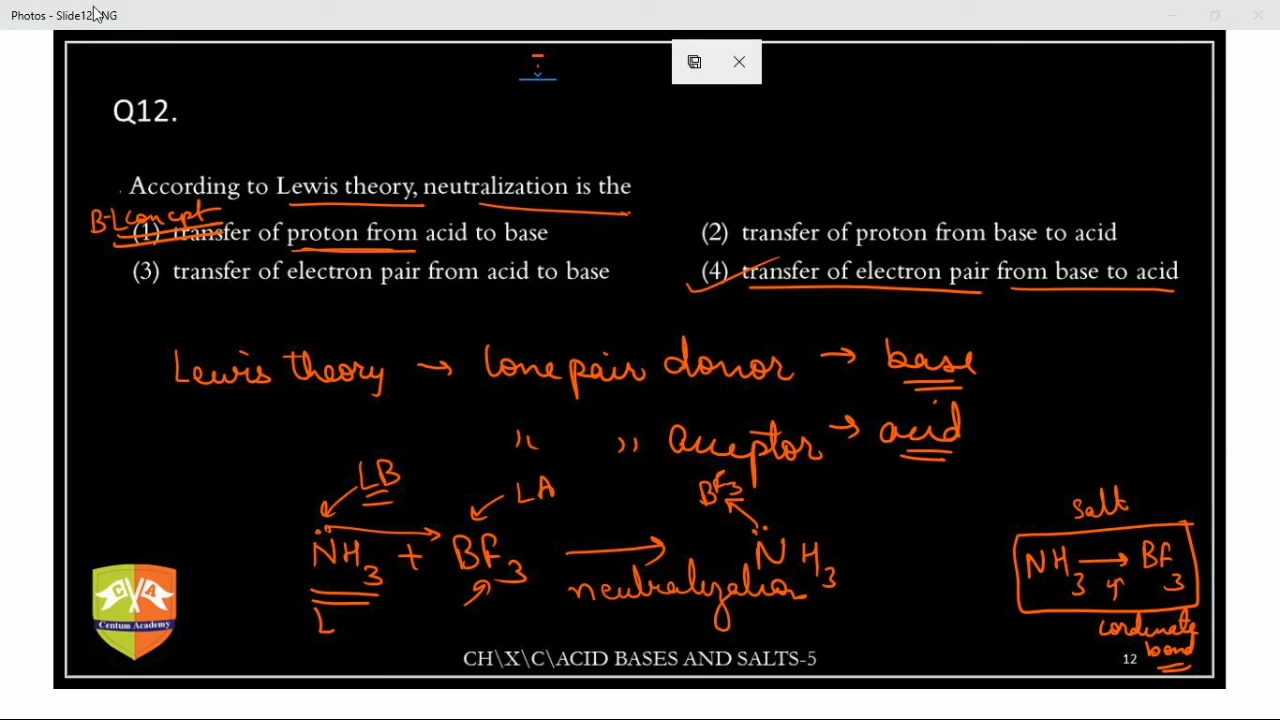 Photos - Slide12.PNG
Q12.
According to Lewis theory, neutralization is the
B-L concept
(1) transfer of proton from acid to base
(2) transfer of proton from base to acid
(3) transfer of electron pair from acid to base
(4) transfer of electron pair from base to acid
Lewis theory → lone pair donor → base
" " acceptor → acid
LB
LA
BF3
NH3 + BF3 → NH3
neutralization
L
salt
NH3 → BF3
cordinate
bond
Centum Academy
CH\X\C\ACID BASES AND SALTS-5
12